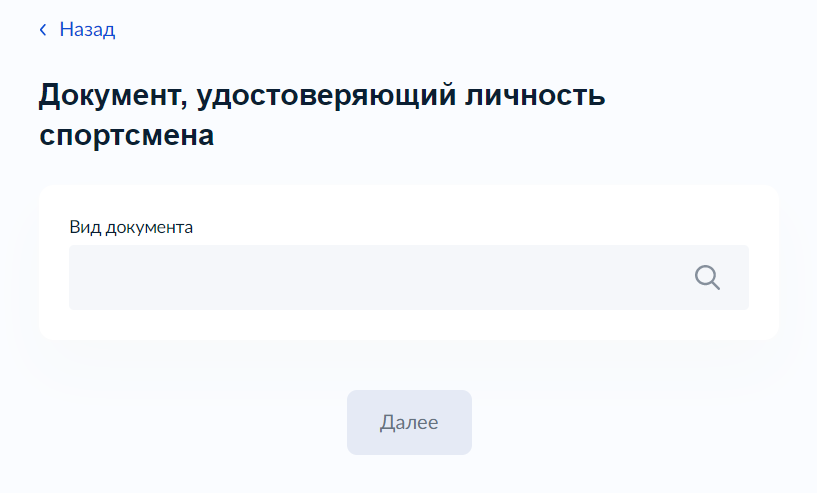 Назад
Документ, удостоверяющий личность
спортсмена
Вид документа
Далее